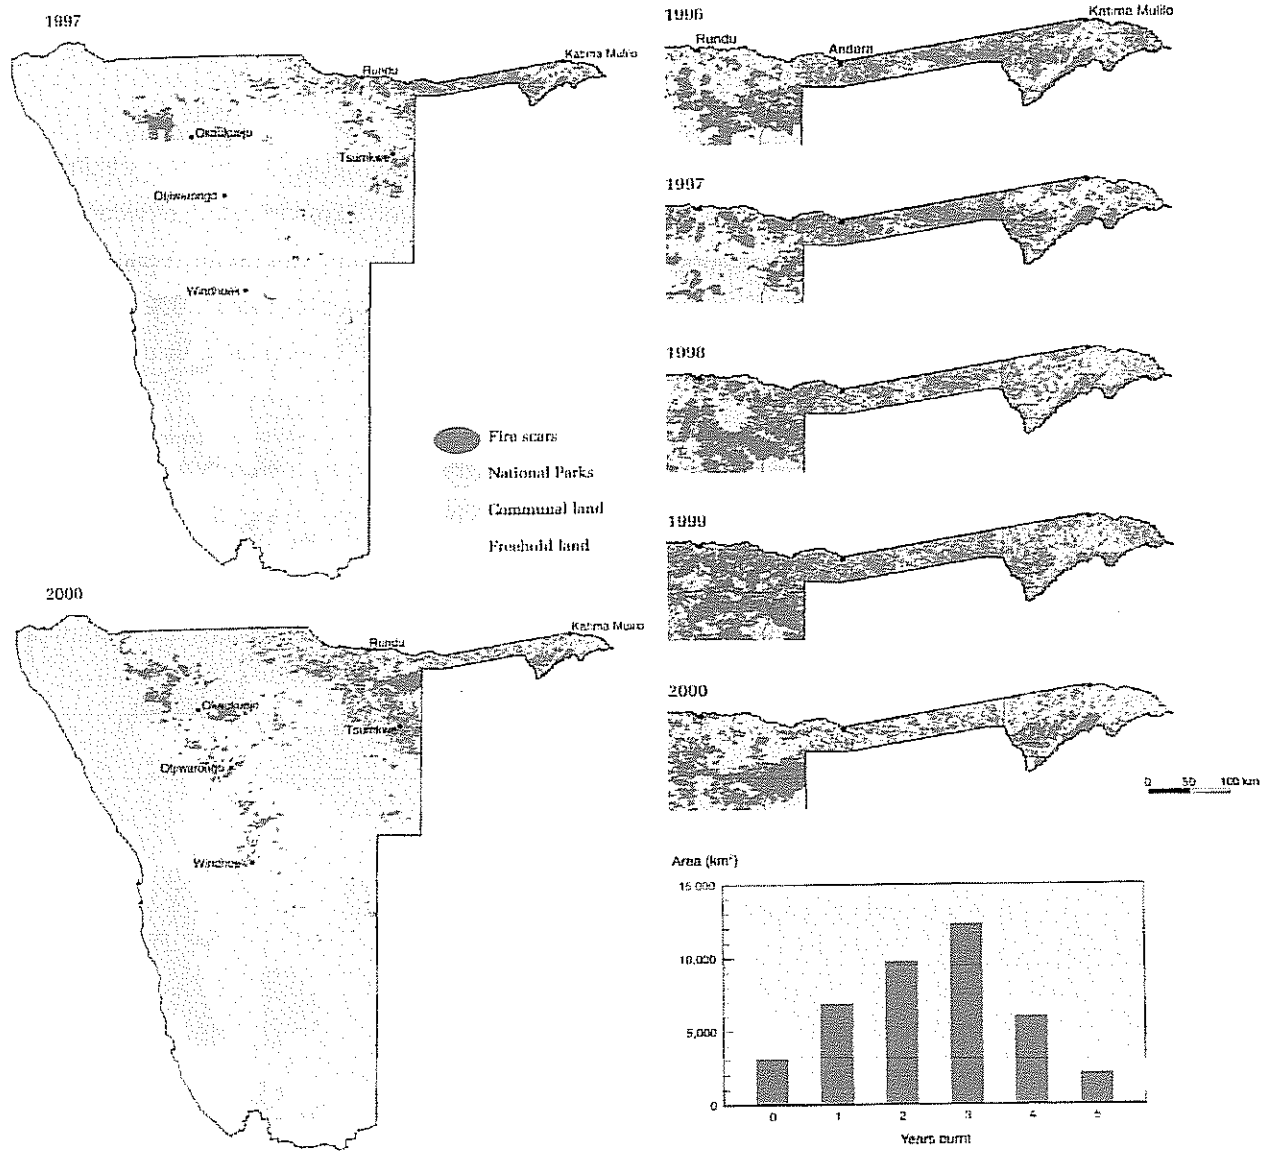 1997
Katima Mulilo
Rundu
Okaukuejo
Tsumkwe
Otjiwarongo
Windhoek
Fire scars
National Parks
Communal land
Freehold land
2000
Katima Mulilo
Rundu
Okaukuejo
Tsumkwe
Otjiwarongo
Windhoek
1996
Katima Mulilo
Rundu
Andara
1997
1998
1999
2000
0 50 100 km
Area (km²)
15 000
10,000
5,000
0
0 1 2 3 4 5
Years burnt